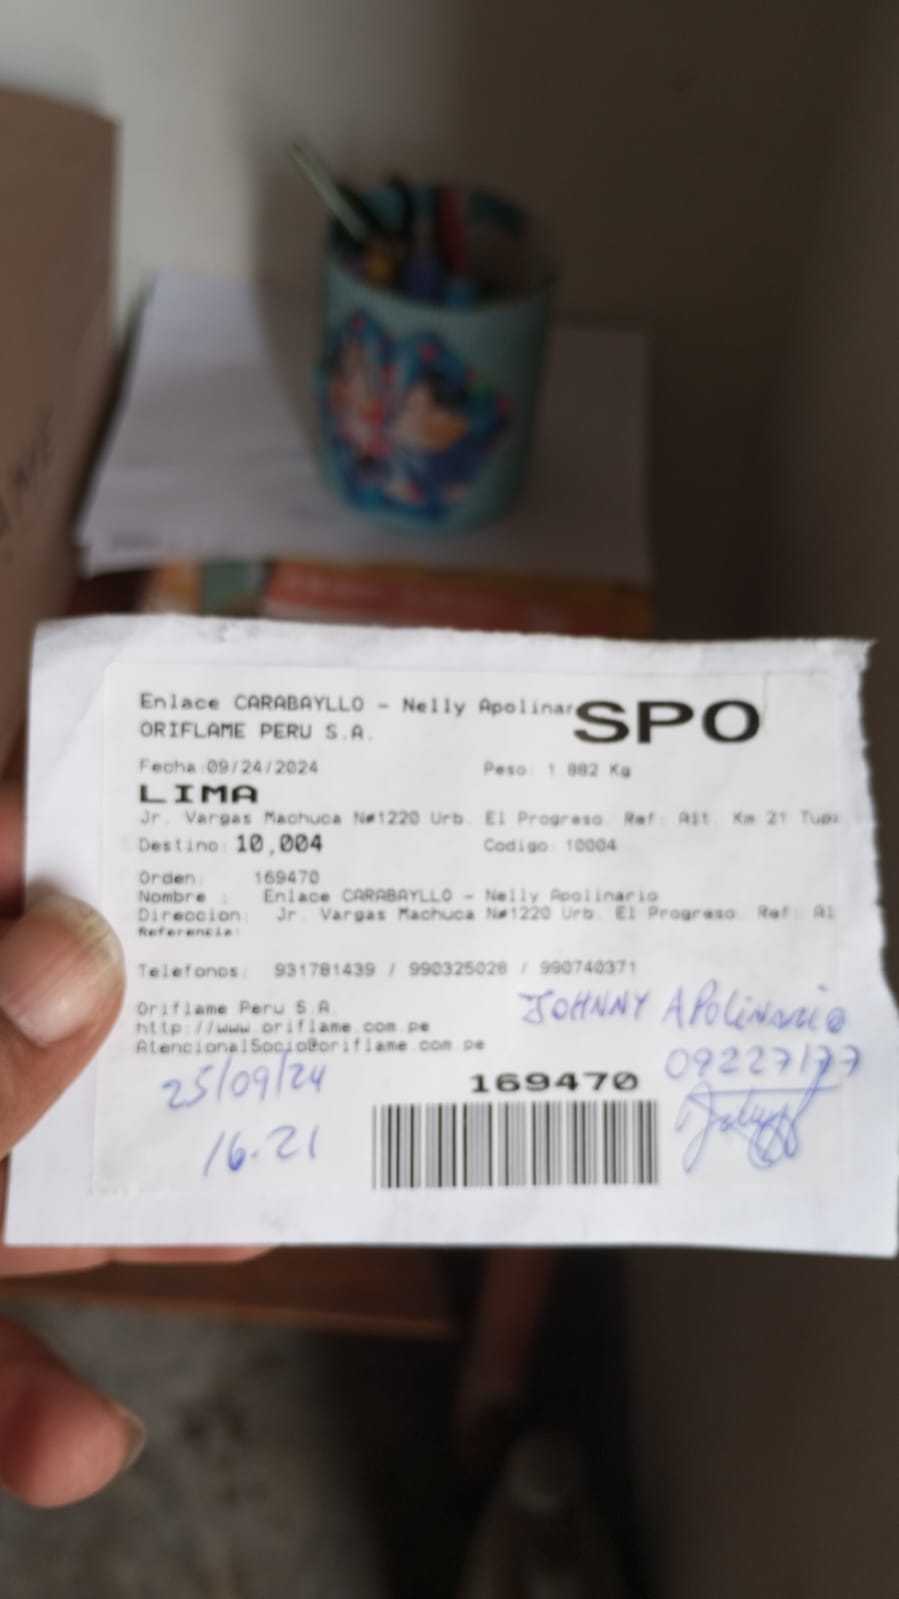 Enlace CARABAYLLO - Nelly Apolinar
SPO
ORIFLAME PERU S.A.
Fecha:09/24/2024 Peso: 1.882 Kg
LIMA
Jr. Vargas Machuca N#1220 Urb. El Progreso. Ref: Alt. Km 21 Tupa
Destino: 10,004 Codigo: 10004
Orden: 169470
Nombre : Enlace CARABAYLLO - Nelly Apolinario
Direccion: Jr. Vargas Machuca N#1220 Urb. El Progreso. Ref: Al
Referencia:
Telefonos: 931781439 / 990325028 / 990740371
Oriflame Peru S.A.
http://www.oriflame.com.pe
AtencionalSocio@oriflame.com.pe
JOHNNY APOLINARIO
09227177
25/09/24
16.21
169470